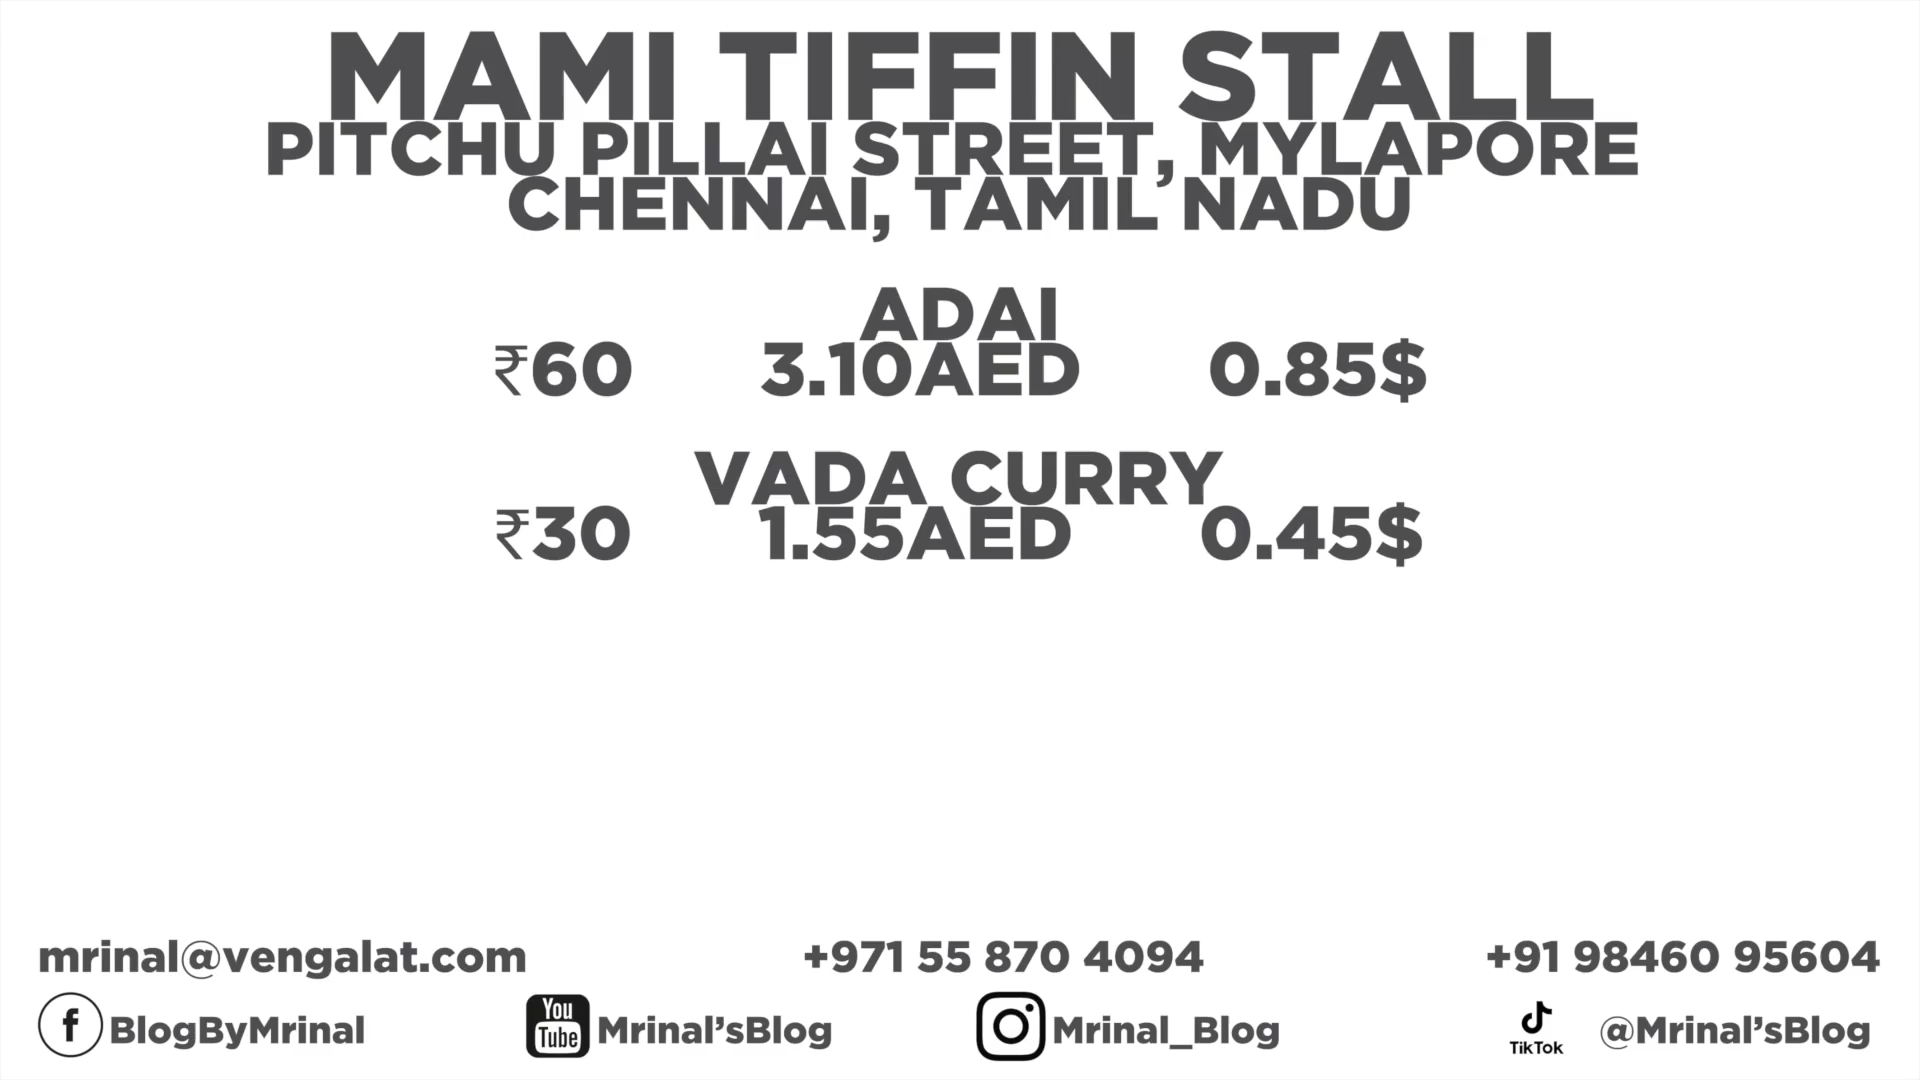 MAMI TIFFIN STALL
PITCHU PILLAI STREET, MYLAPORE
CHENNAI, TAMIL NADU
ADAI
₹60 3.10AED 0.85$
VADA CURRY
₹30 1.55AED 0.45$
mrinal@vengalat.com +971 55 870 4094 +91 98460 95604
f BlogByMrinal You Tube Mrinal’sBlog Mrinal_Blog TikTok @Mrinal’sBlog